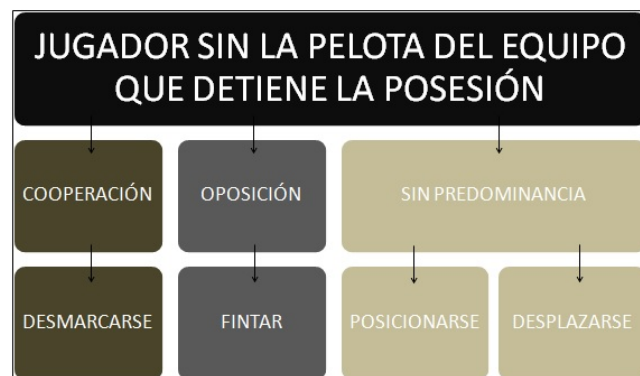 JUGADOR SIN LA PELOTA DEL EQUIPO
QUE DETIENE LA POSESIÓN
COOPERACIÓN
OPOSICIÓN
SIN PREDOMINANCIA
DESMARCARSE
FINTAR
POSICIONARSE
DESPLAZARSE